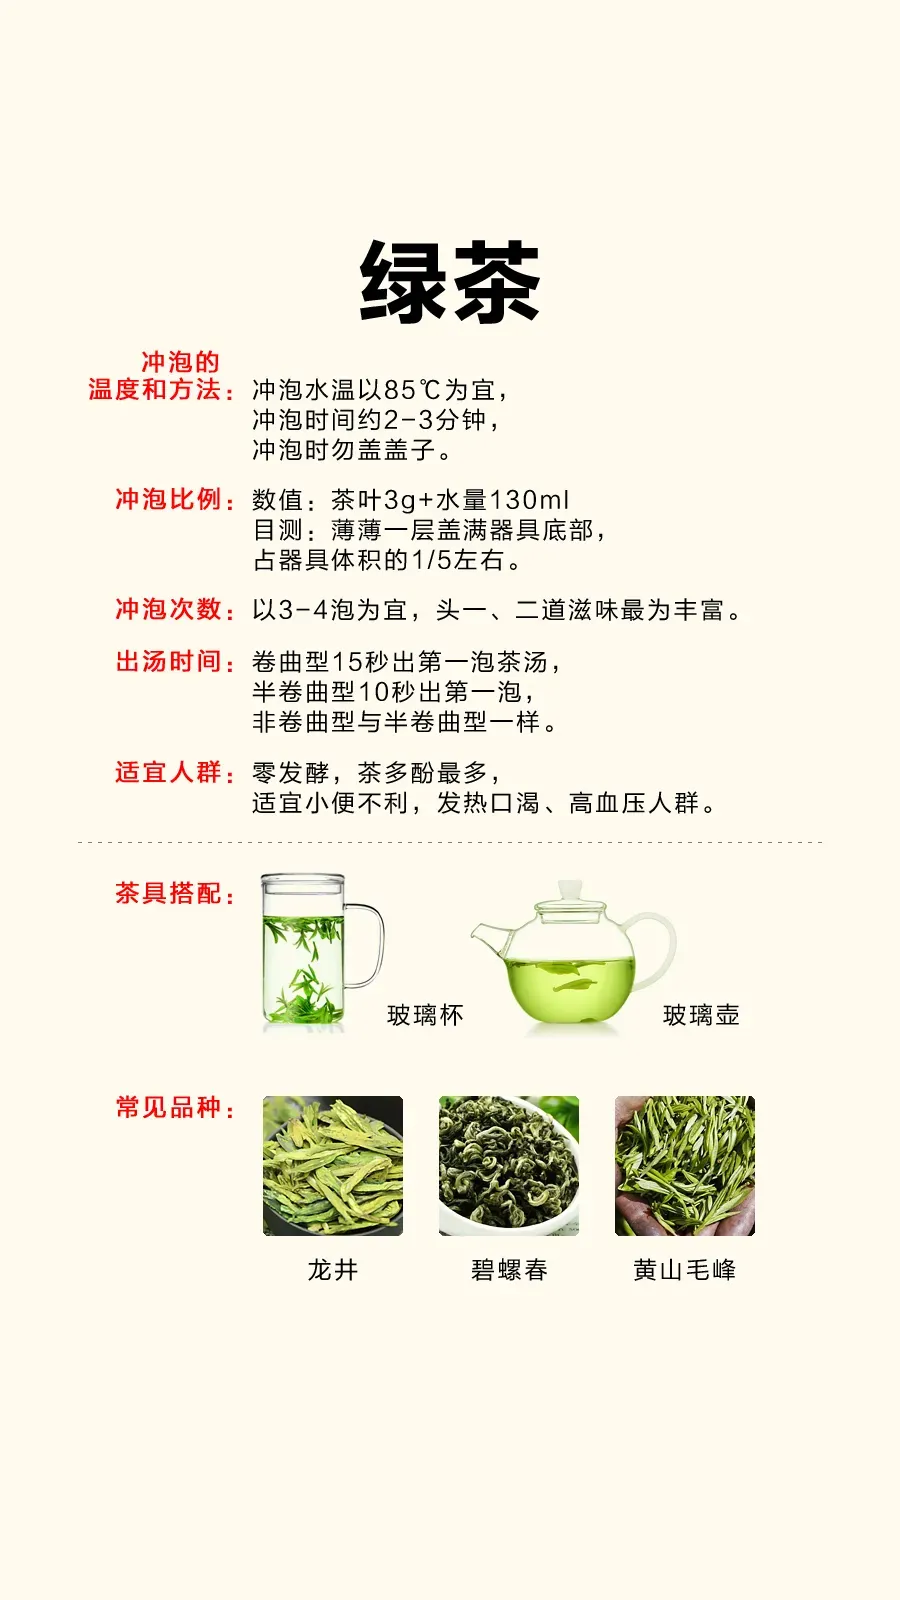 绿茶
冲泡的
温度和方法：冲泡水温以85℃为宜，
冲泡时间约2-3分钟，
冲泡时勿盖盖子。
冲泡比例：数值：茶叶3g+水量130ml
目测：薄薄一层盖满器具底部，
占器具体积的1/5左右。
冲泡次数：以3-4泡为宜，头一、二道滋味最为丰富。
出汤时间：卷曲型15秒出第一泡茶汤，
半卷曲型10秒出第一泡，
非卷曲型与半卷曲型一样。
适宜人群：零发酵，茶多酚最多，
适宜小便不利，发热口渴、高血压人群。
茶具搭配：
玻璃杯
玻璃壶
常见品种：
龙井
碧螺春
黄山毛峰